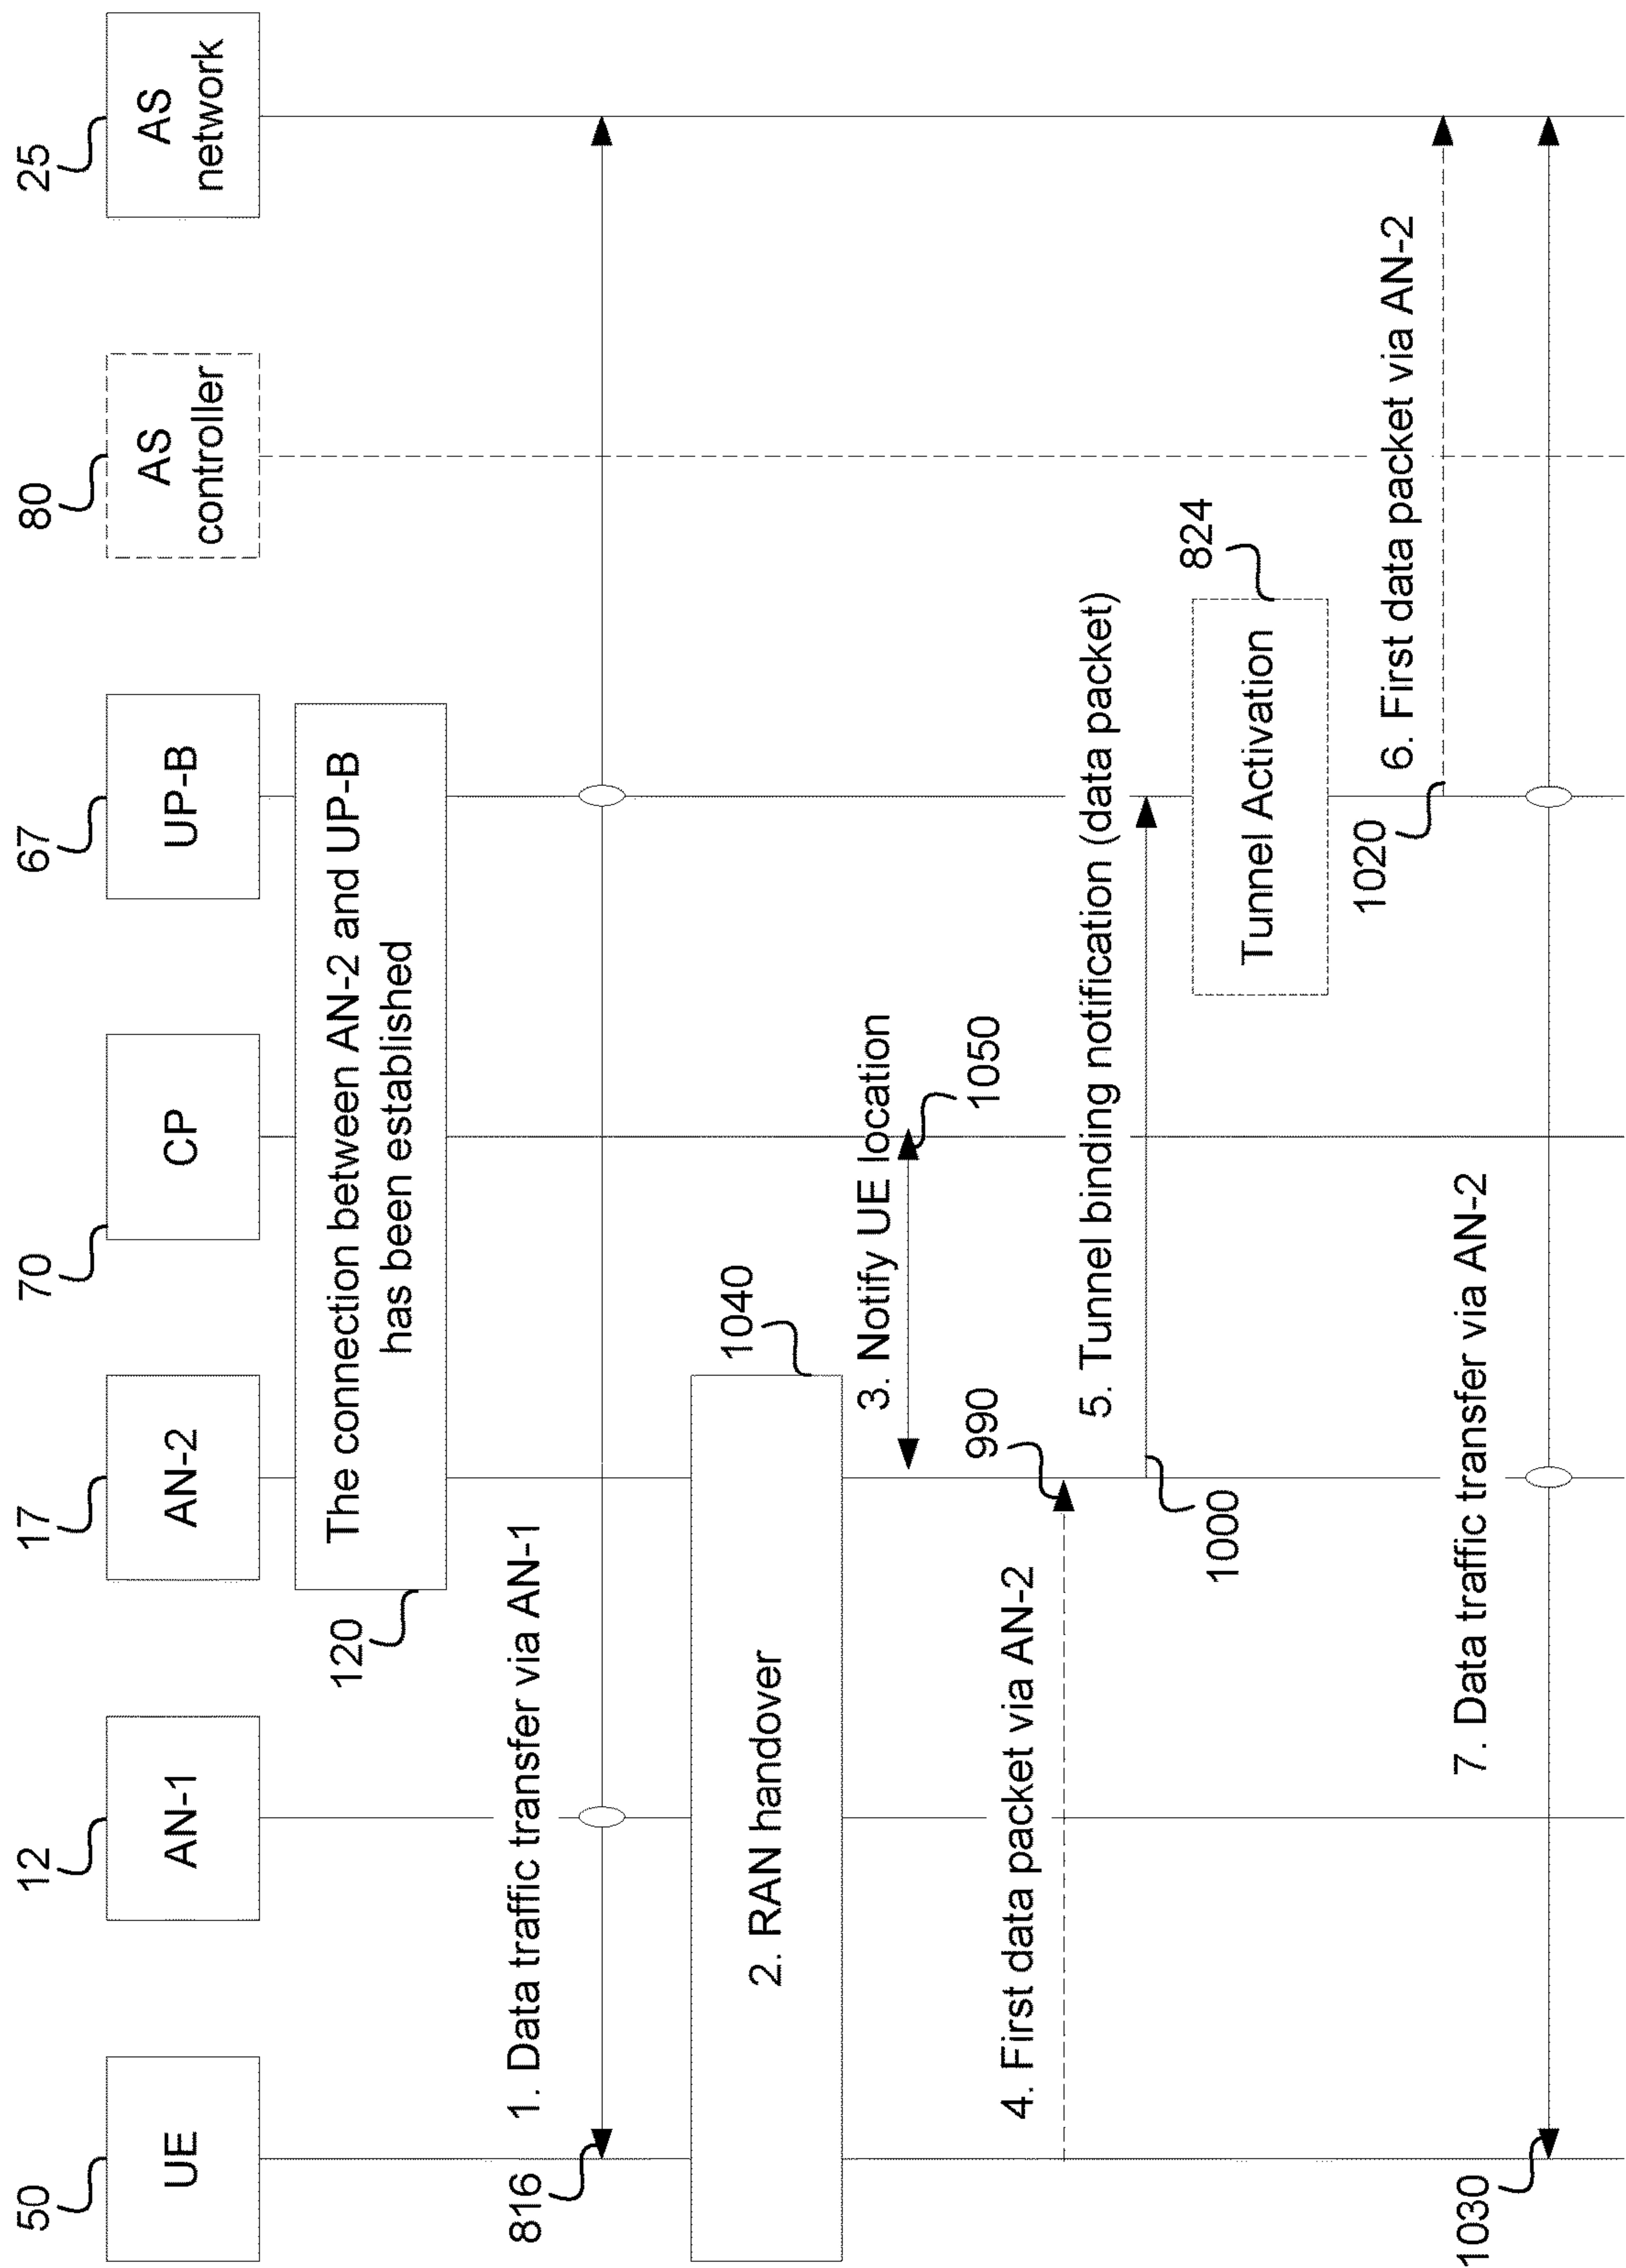 50
UE
12
AN-1
17
AN-2
70
CP
67
UP-B
80
AS
controller
25
AS
network
120
The connection between AN-2 and UP-B
has been established
816
1. Data traffic transfer via AN-1
2. RAN handover
1040
3. Notify UE location
1050
4. First data packet via AN-2
990
5. Tunnel binding notification (data packet)
1000
Tunnel Activation
824
6. First data packet via AN-2
1020
7. Data traffic transfer via AN-2
1030